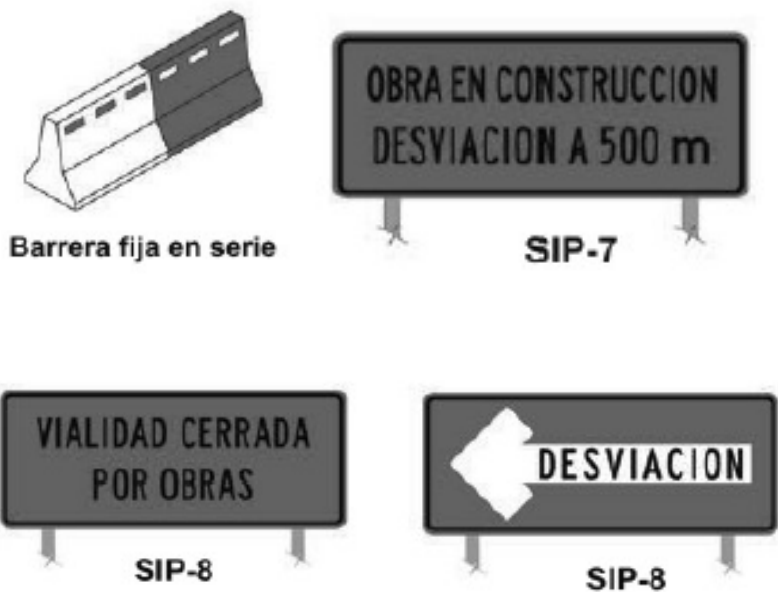 OBRA EN CONSTRUCCION
DESVIACION A 500 m
Barrera fija en serie
SIP-7
VIALIDAD CERRADA
POR OBRAS
SIP-8
DESVIACION
SIP-8